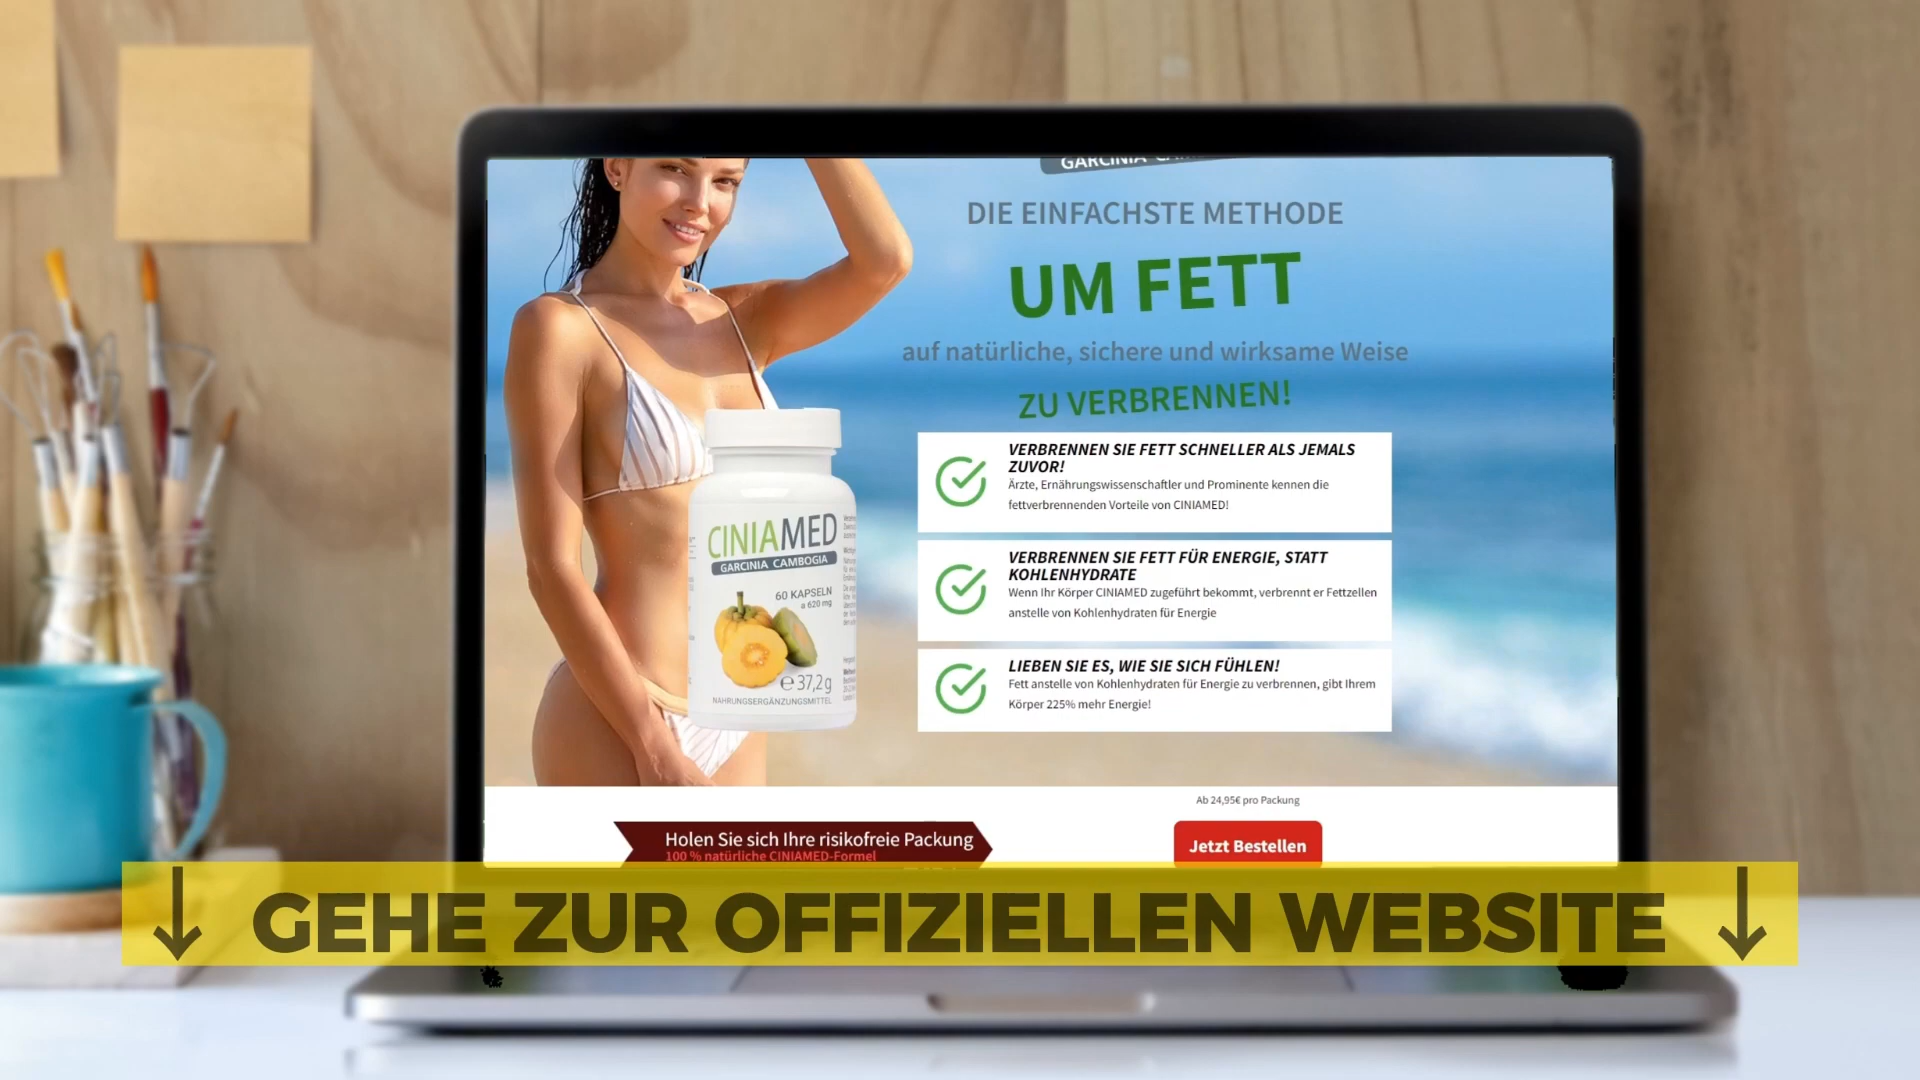 GARCINIA
DIE EINFACHSTE METHODE
UM FETT
auf natürliche, sichere und wirksame Weise
ZU VERBRENNEN!
VERBRENNEN SIE FETT SCHNELLER ALS JEMALS
ZUVOR!
Ärzte, Ernährungswissenschaftler und Prominente kennen die
fettverbrennenden Vorteile von CINIAMED!
VERBRENNEN SIE FETT FÜR ENERGIE, STATT
KOHLENHYDRATE
Wenn Ihr Körper CINIAMED zugeführt bekommt, verbrennt er Fettzellen
anstelle von Kohlenhydraten für Energie
LIEBEN SIE ES, WIE SIE SICH FÜHLEN!
Fett anstelle von Kohlenhydraten für Energie zu verbrennen, gibt Ihrem
Körper 225% mehr Energie!
CINIAMED
GARCINIA CAMBOGIA
60 KAPSELN
a 620 mg
e 37,2g
NAHRUNGSERGÄNZUNGSMITTEL
Ab 24,95€ pro Packung
Holen Sie sich Ihre risikofreie Packung
100 % natürliche CINIAMED-Formel
Jetzt Bestellen
↓ GEHE ZUR OFFIZIELLEN WEBSITE ↓